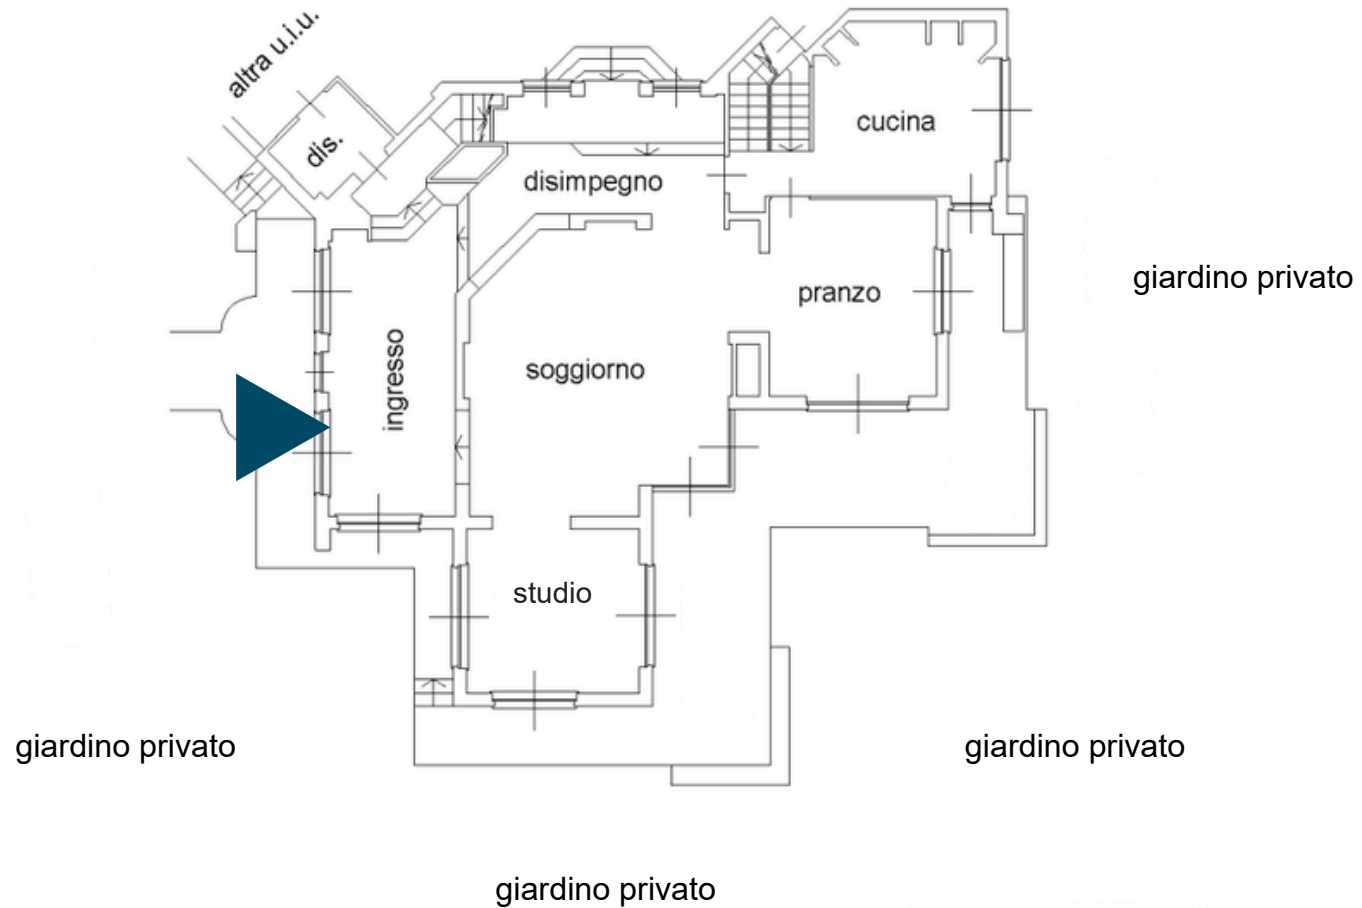 altra u.i.u.
dis.
cucina
disimpegno
giardino privato
pranzo
ingresso
soggiorno
studio
giardino privato
giardino privato
giardino privato